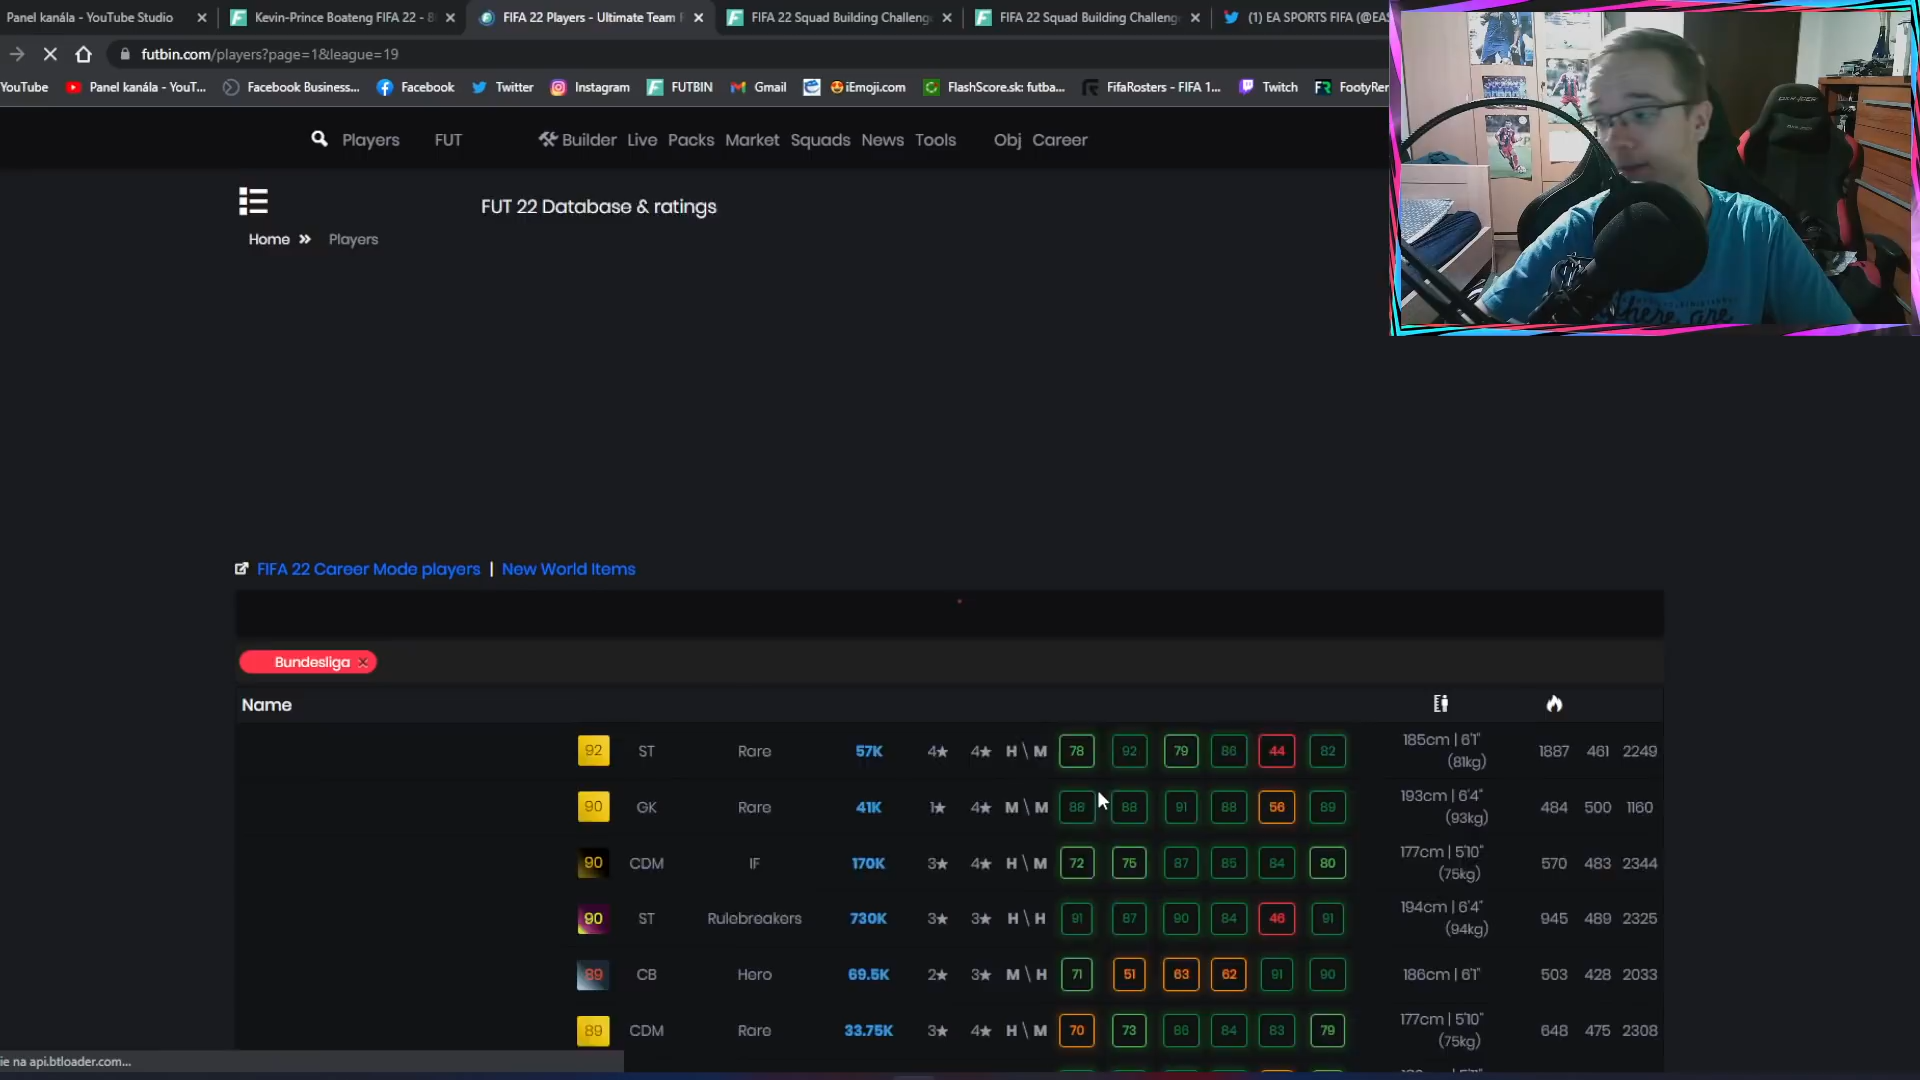 Panel kanála - YouTube Studio
Kevin-Prince Boateng FIFA 22 - 8
FIFA 22 Players - Ultimate Team
FIFA 22 Squad Building Challeng
FIFA 22 Squad Building Challeng
(1) EA SPORTS FIFA (@EAS
futbin.com/players?page=1&league=19
YouTube
Panel kanála - YouT...
Facebook Business...
Facebook
Twitter
Instagram
FUTBIN
Gmail
iEmoji.com
FlashScore.sk: futba...
FifaRosters - FIFA 1...
Twitch
FootyRen
Players FUT Builder Live Packs Market Squads News Tools Obj Career
FUT 22 Database & ratings
Home » Players
FIFA 22 Career Mode players | New World Items
Bundesliga ×
Name
92 ST Rare 57K 4★ 4★ H \ M 78 92 79 86 44 82 185cm | 6'1" (81kg) 1887 461 2249
90 GK Rare 41K 1★ 4★ M \ M 88 88 91 88 56 89 193cm | 6'4" (93kg) 484 500 1160
90 CDM IF 170K 3★ 4★ H \ M 72 75 87 85 84 80 177cm | 5'10" (75kg) 570 483 2344
90 ST Rulebreakers 730K 3★ 3★ H \ H 91 87 90 84 46 91 194cm | 6'4" (94kg) 945 489 2325
89 CB Hero 69.5K 2★ 3★ M \ H 71 51 63 62 91 90 186cm | 6'1" 503 428 2033
89 CDM Rare 33.75K 3★ 4★ H \ M 70 73 86 84 83 79 177cm | 5'10" (75kg) 648 475 2308
ie na api.btloader.com...